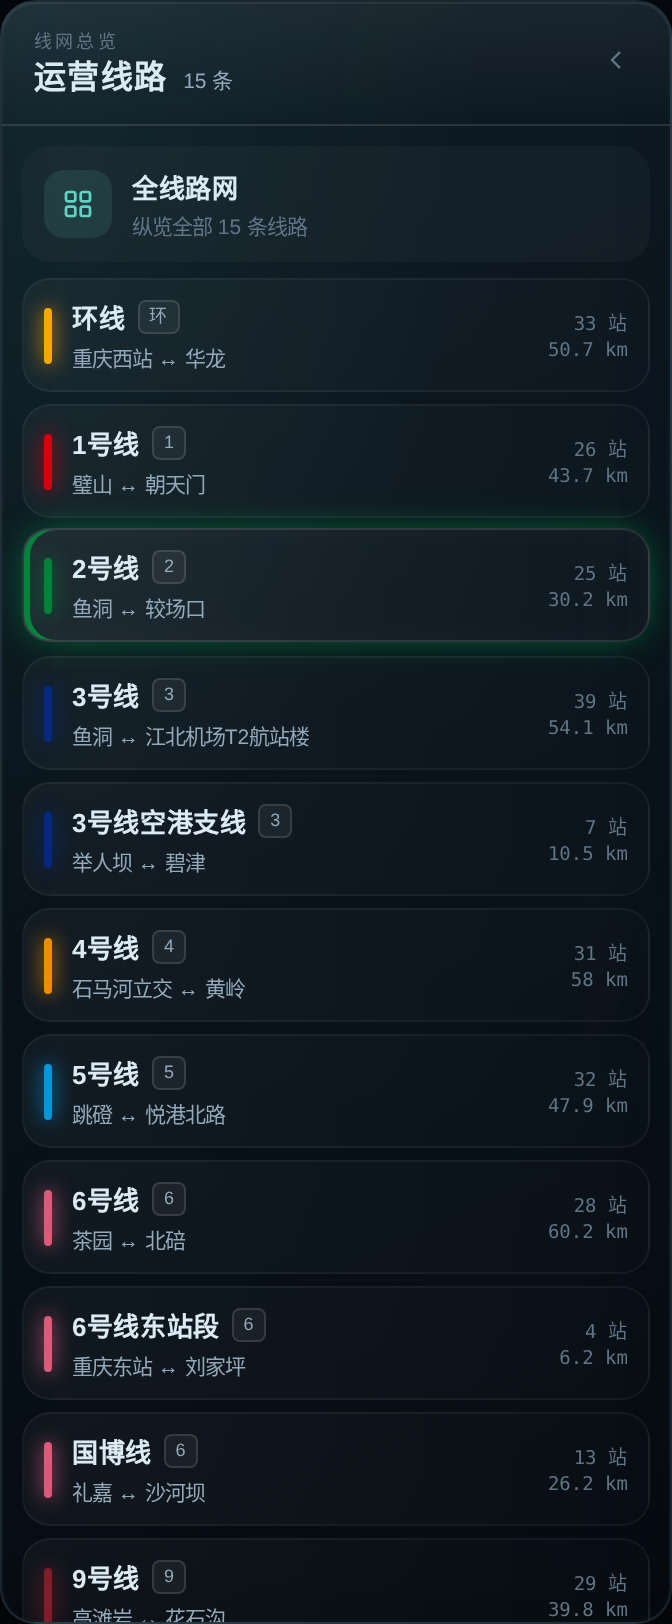 线网总览
运营线路 15 条
全线路网
纵览全部 15 条线路
环线 环
33 站
重庆西站 ↔ 华龙
50.7 km
1号线 1
26 站
璧山 ↔ 朝天门
43.7 km
2号线 2
25 站
鱼洞 ↔ 较场口
30.2 km
3号线 3
39 站
鱼洞 ↔ 江北机场T2航站楼
54.1 km
3号线空港支线 3
7 站
举人坝 ↔ 碧津
10.5 km
4号线 4
31 站
石马河立交 ↔ 黄岭
58 km
5号线 5
32 站
跳磴 ↔ 悦港北路
47.9 km
6号线 6
28 站
茶园 ↔ 北碚
60.2 km
6号线东站段 6
4 站
重庆东站 ↔ 刘家坪
6.2 km
国博线 6
13 站
礼嘉 ↔ 沙河坝
26.2 km
9号线 9
29 站
高滩岩 ↔ 花石沟
39.8 km